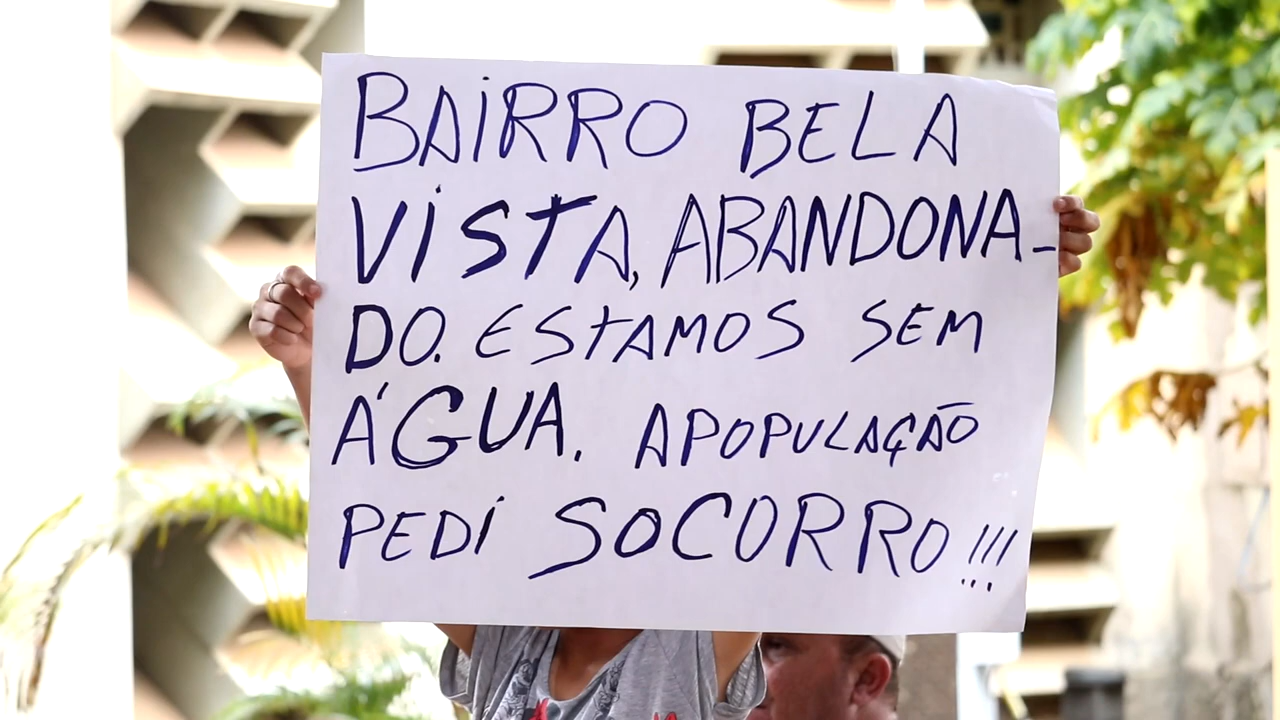 BAIRRO BELA
VISTA, ABANDONA-
DO. ESTAMOS SEM
ÁGUA. APOPULAÇÃO
PEDI SOCORRO!!!